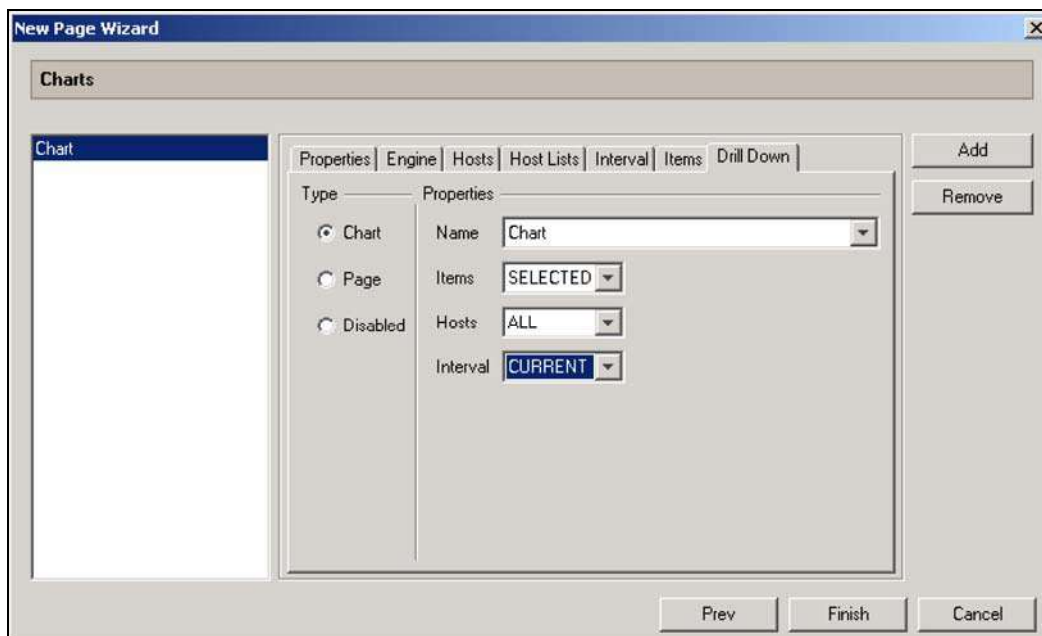 New Page Wizard
Charts
Chart
Properties Engine Hosts Host Lists Interval Items Drill Down
Type Properties
Chart Name Chart
Page Items SELECTED
Disabled Hosts ALL
Interval CURRENT
Add
Remove
Prev Finish Cancel